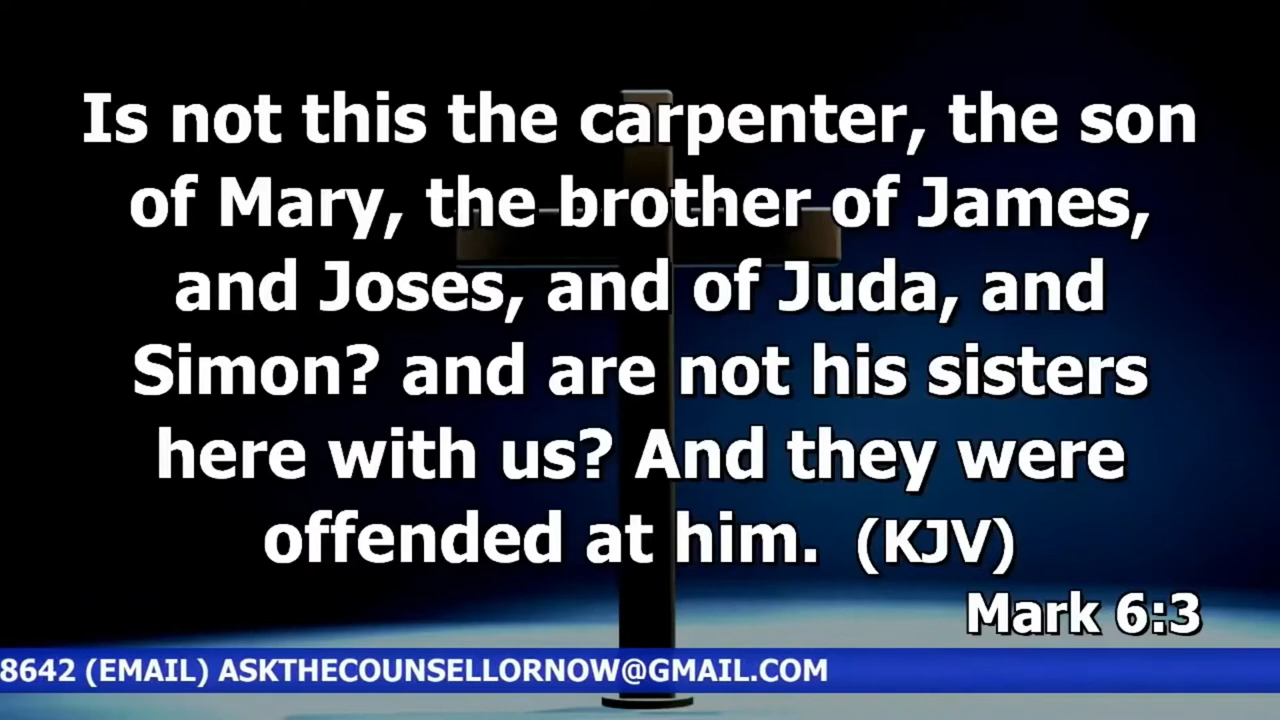 Is not this the carpenter, the son
of Mary, the brother of James,
and Joses, and of Juda, and
Simon? and are not his sisters
here with us? And they were
offended at him. (KJV)
Mark 6:3
8642 (EMAIL) ASKTHECOUNSELLORNOW@GMAIL.COM